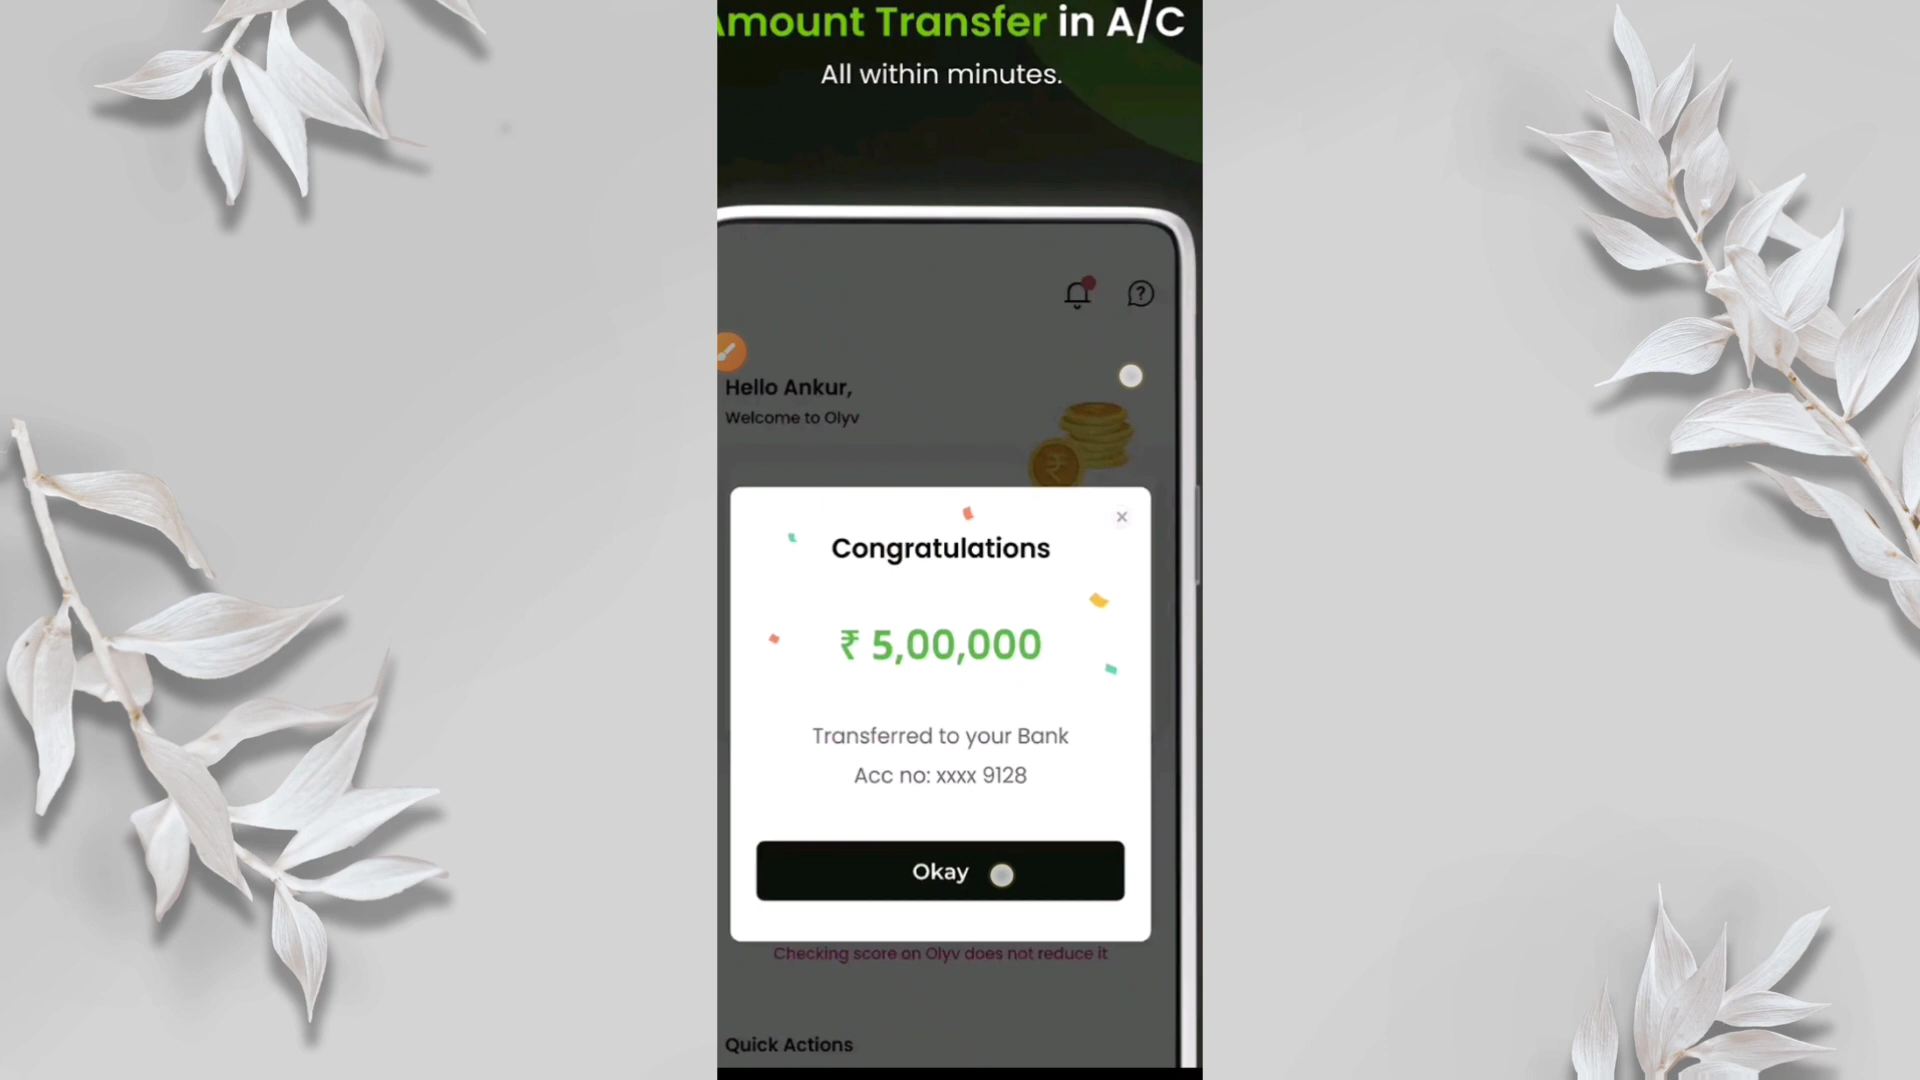 Amount Transfer in A/C
All within minutes.
Hello Ankur,
Welcome to Olyv
Congratulations
₹ 5,00,000
Transferred to your Bank
Acc no: xxxx 9128
Okay
Checking score on Olyv does not reduce it
Quick Actions